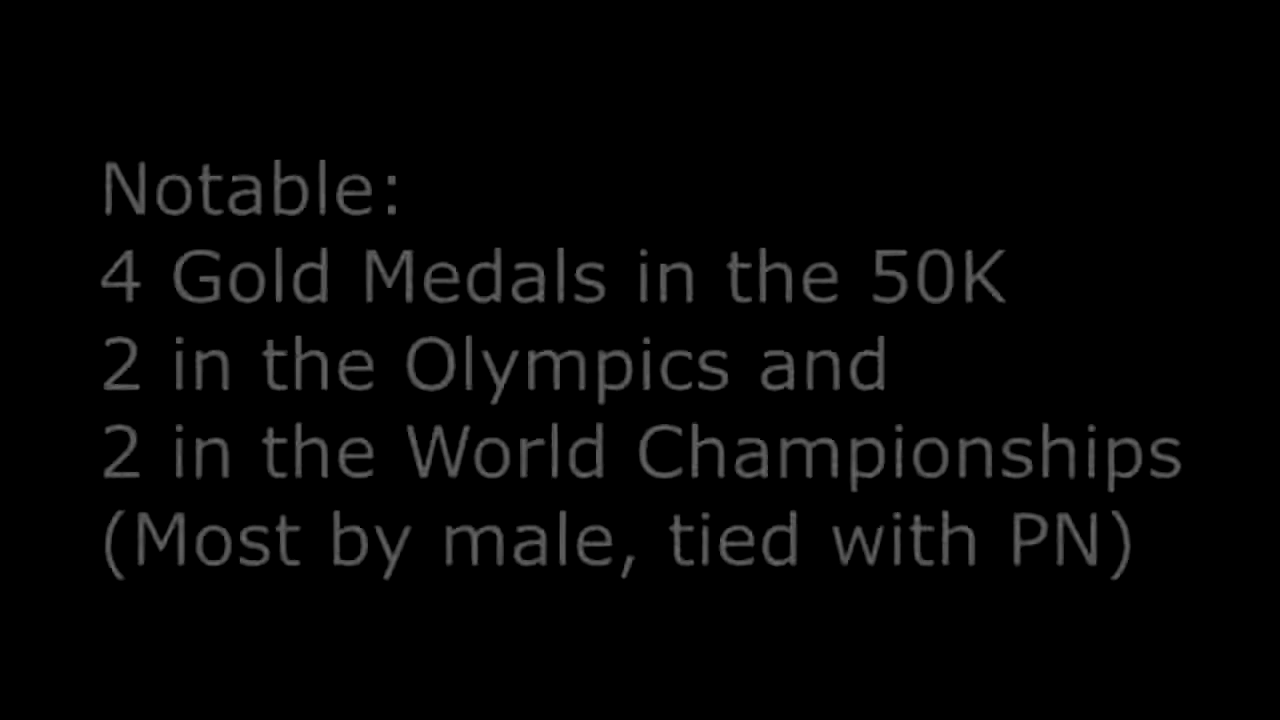 Notable:
4 Gold Medals in the 50K
2 in the Olympics and
2 in the World Championships
(Most by male, tied with PN)